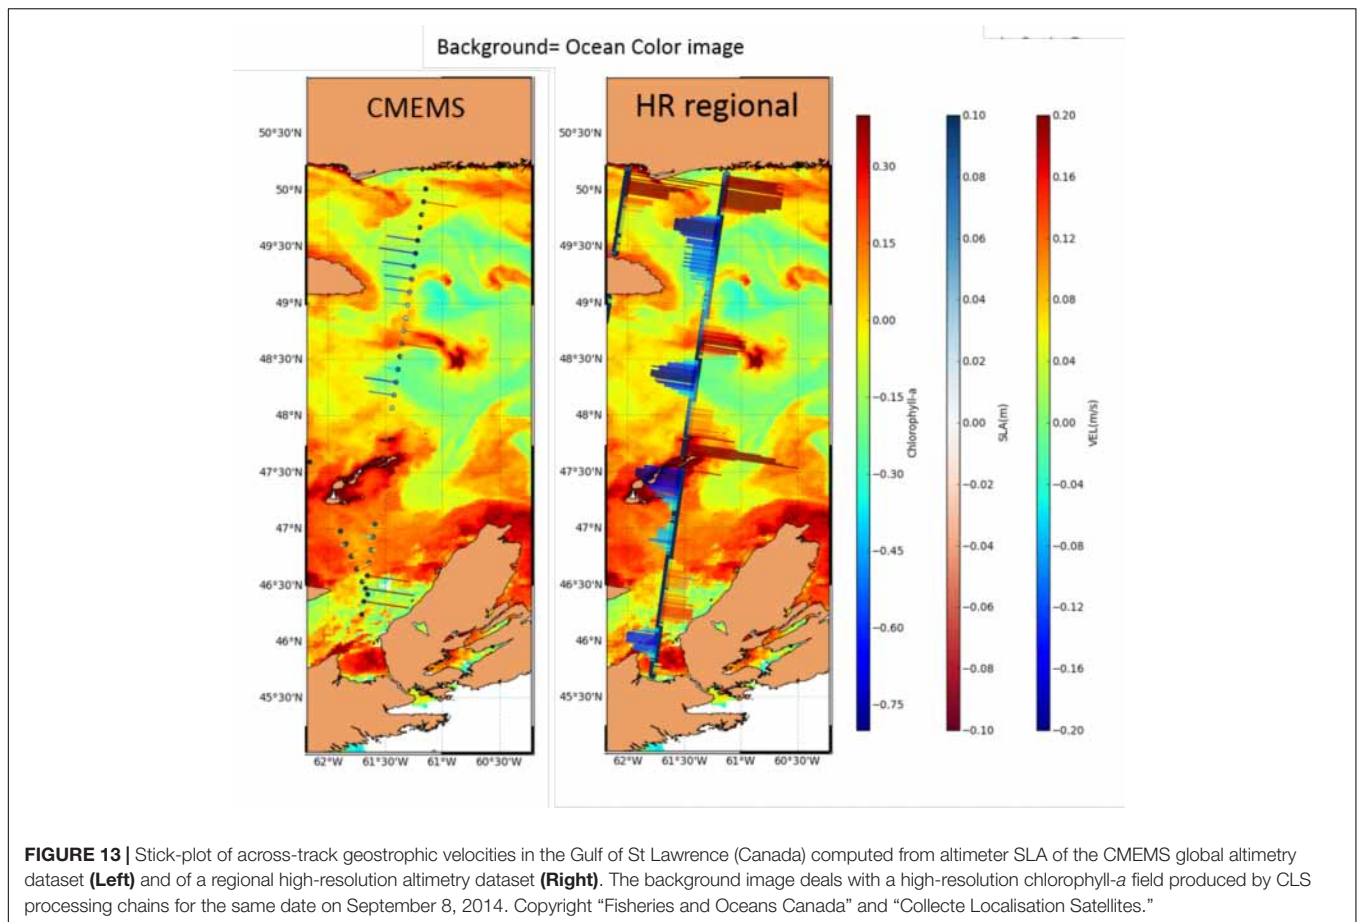 Background= Ocean Color image
CMEMS
HR regional
50°30'N
50°N
49°30'N
49°N
48°30'N
48°N
47°30'N
47°N
46°30'N
46°N
45°30'N
62°W 61°30'W 61°W 60°30'W
50°30'N
50°N
49°30'N
49°N
48°30'N
48°N
47°30'N
47°N
46°30'N
46°N
45°30'N
62°W 61°30'W 61°W 60°30'W
0.30
0.15
0.00
−0.15
−0.30
−0.45
−0.60
−0.75
Chlorophyll-a
0.10
0.08
0.06
0.04
0.02
0.00
−0.02
−0.04
−0.06
−0.08
−0.10
SLA(m)
0.20
0.16
0.12
0.08
0.04
0.00
−0.04
−0.08
−0.12
−0.16
−0.20
VEL(m/s)
FIGURE 13 | Stick-plot of across-track geostrophic velocities in the Gulf of St Lawrence (Canada) computed from altimeter SLA of the CMEMS global altimetry
dataset (Left) and of a regional high-resolution altimetry dataset (Right). The background image deals with a high-resolution chlorophyll-a field produced by CLS
processing chains for the same date on September 8, 2014. Copyright “Fisheries and Oceans Canada” and “Collecte Localisation Satellites.”